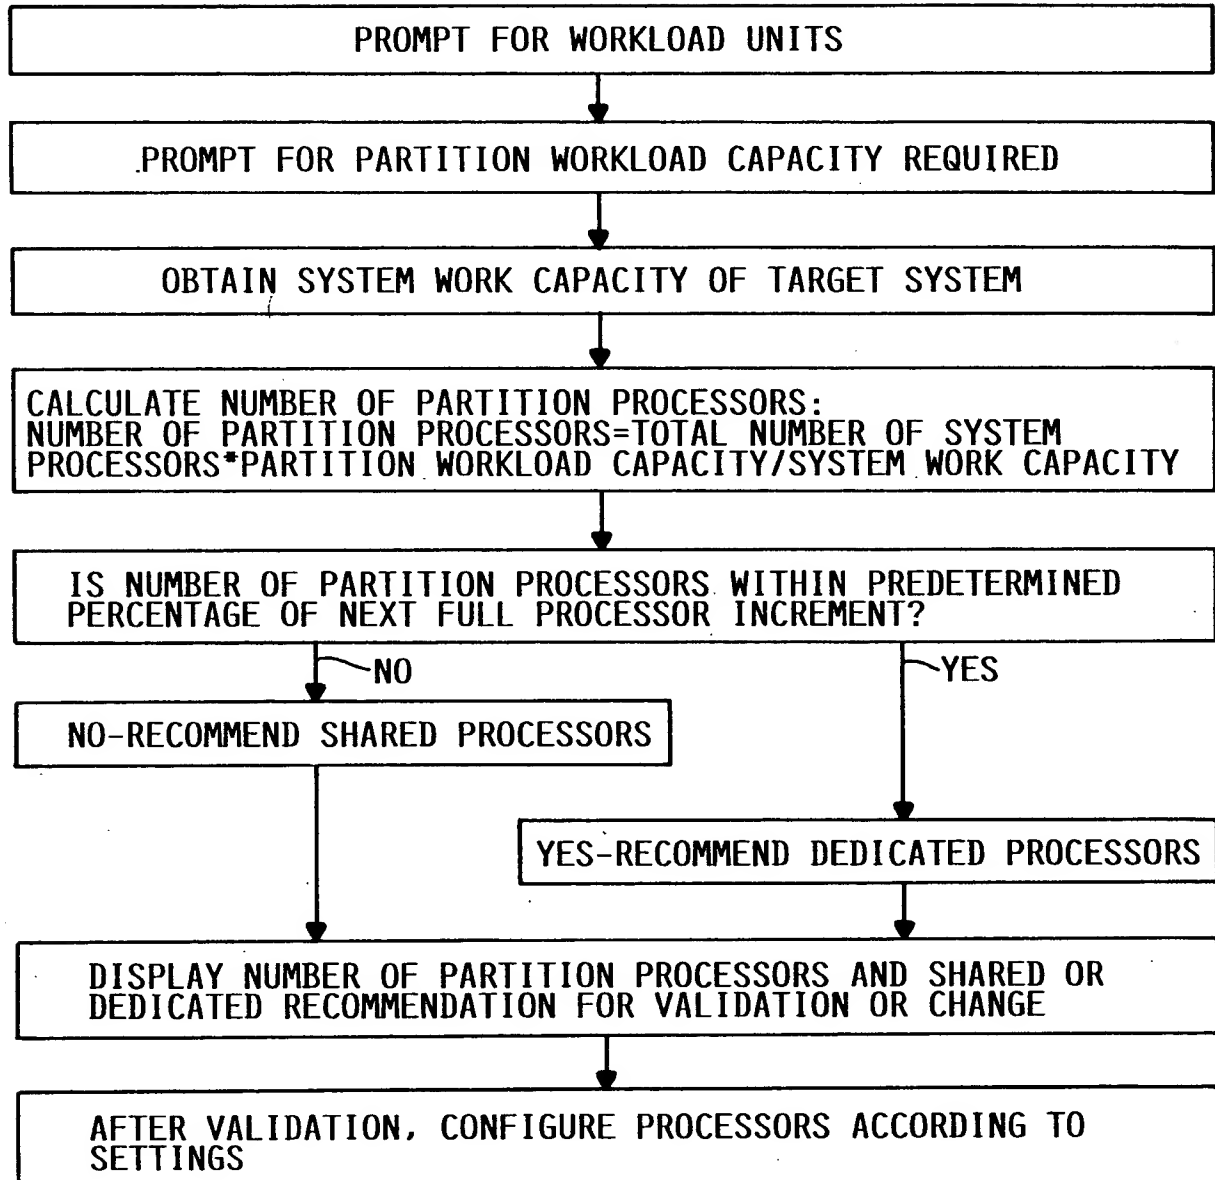 PROMPT FOR WORKLOAD UNITS
PROMPT FOR PARTITION WORKLOAD CAPACITY REQUIRED
OBTAIN SYSTEM WORK CAPACITY OF TARGET SYSTEM
CALCULATE NUMBER OF PARTITION PROCESSORS:
NUMBER OF PARTITION PROCESSORS=TOTAL NUMBER OF SYSTEM
PROCESSORS*PARTITION WORKLOAD CAPACITY/SYSTEM WORK CAPACITY
IS NUMBER OF PARTITION PROCESSORS WITHIN PREDETERMINED
PERCENTAGE OF NEXT FULL PROCESSOR INCREMENT?
NO
YES
NO-RECOMMEND SHARED PROCESSORS
YES-RECOMMEND DEDICATED PROCESSORS
DISPLAY NUMBER OF PARTITION PROCESSORS AND SHARED OR
DEDICATED RECOMMENDATION FOR VALIDATION OR CHANGE
AFTER VALIDATION, CONFIGURE PROCESSORS ACCORDING TO
SETTINGS